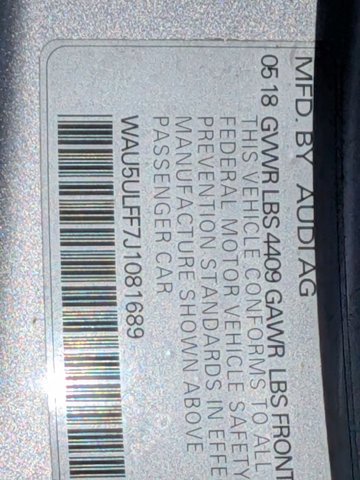 MFD. BY AUDI AG
05 18 GVWR LBS 4409 GAWR LBS FRONT
THIS VEHICLE CONFORMS TO ALL
FEDERAL MOTOR VEHICLE SAFETY
PREVENTION STANDARDS IN EFFE
MANUFACTURE SHOWN ABOVE
PASSENGER CAR
WAU5ULFF7J1081689